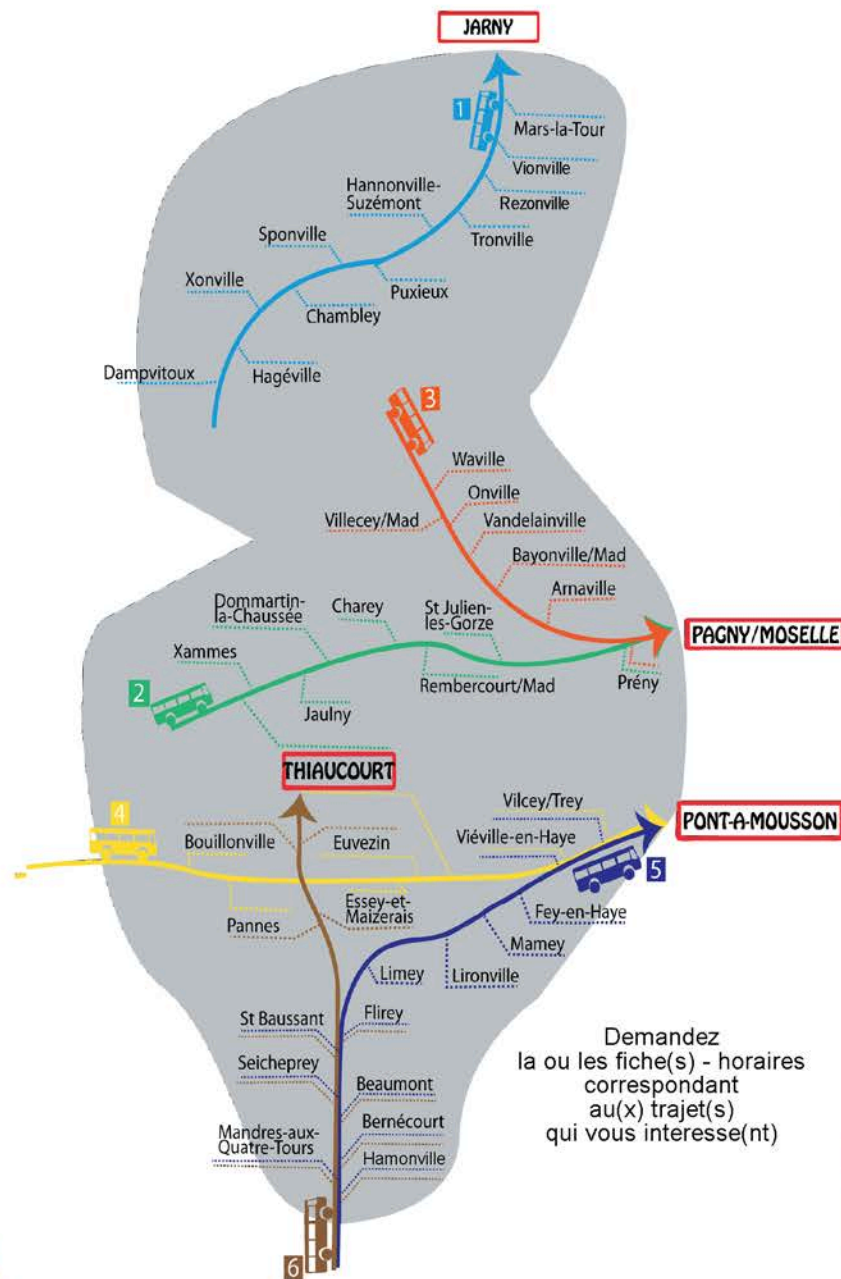 JARNY
1
Mars-la-Tour
Vionville
Hannonville-
Suzémont
Rezonville
Sponville
Tronville
Xonville
Puxieux
Chambley
Dampvitoux
Hagéville
3
Waville
Onville
Villecey/Mad
Vandelainville
Bayonville/Mad
Arnaville
Dommartin-
la-Chaussée
Charey
St Julien-
les-Gorze
PAGNY/MOSELLE
Xammes
2
Jaulny
Rembercourt/Mad
Prény
THIAUCOURT
Vilcey/Trey
4
PONT-A-MOUSSON
Bouillonville
Euvezin
Viéville-en-Haye
5
Essey-et-
Maizerais
Fey-en-Haye
Pannes
Mamey
Limey
Lironville
St Baussant
Flirey
Seicheprey
Beaumont
Mandres-aux-
Quatre-Tours
Bernécourt
Hamonville
6
Demandez
la ou les fiche(s) - horaires
correspondant
au(x) trajet(s)
qui vous interesse(nt)